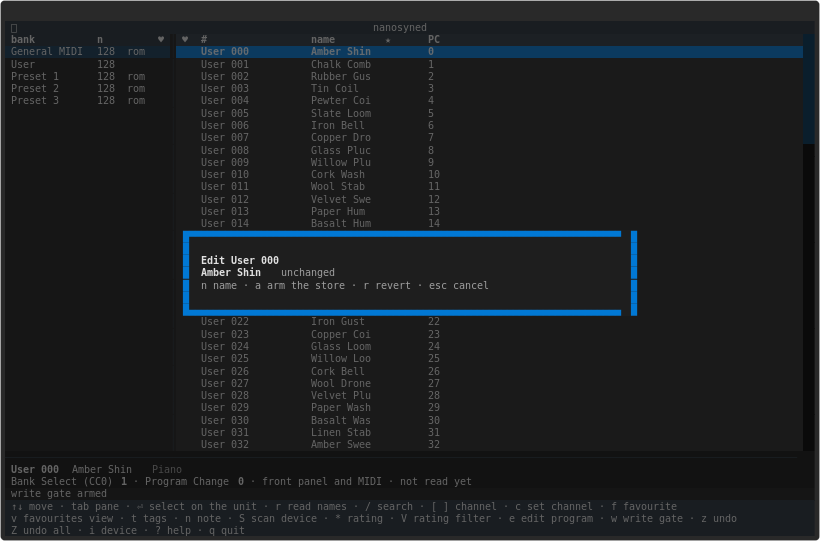 nanosyned
bank n ♥ ♥ # name ★ PC
General MIDI 128 rom User 000 Amber Shin 0
User 128 User 001 Chalk Comb 1
Preset 1 128 rom User 002 Rubber Gus 2
Preset 2 128 rom User 003 Tin Coil 3
Preset 3 128 rom User 004 Pewter Coi 4
User 005 Slate Loom 5
User 006 Iron Bell 6
User 007 Copper Dro 7
User 008 Glass Pluc 8
User 009 Willow Plu 9
User 010 Cork Wash 10
User 011 Wool Stab 11
User 012 Velvet Swe 12
User 013 Paper Hum 13
User 014 Basalt Hum 14
Edit User 000
Amber Shin unchanged
n name · a arm the store · r revert · esc cancel
User 022 Iron Gust 22
User 023 Copper Coi 23
User 024 Glass Loom 24
User 025 Willow Loo 25
User 026 Cork Bell 26
User 027 Wool Drone 27
User 028 Velvet Plu 28
User 029 Paper Wash 29
User 030 Basalt Was 30
User 031 Linen Stab 31
User 032 Amber Swee 32
User 000 Amber Shin Piano
Bank Select (CC0) 1 · Program Change 0 · front panel and MIDI · not read yet
write gate armed
↑↓ move · tab pane · ⏎ select on the unit · r read names · / search · [ ] channel · c set channel · f favourite
v favourites view · t tags · n note · S scan device · * rating · V rating filter · e edit program · w write gate · z undo
Z undo all · i device · ? help · q quit